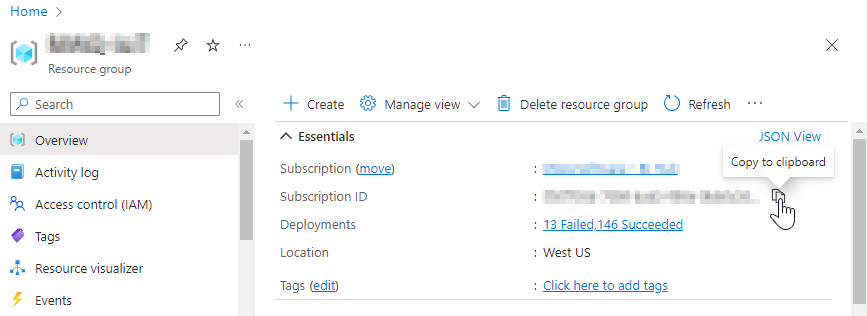 Home
Resource group
Search
Create
Manage view
Delete resource group
Refresh
Overview
Essentials
JSON View
Copy to clipboard
Activity log
Subscription (move) :
Access control (IAM)
Subscription ID :
Tags
Deployments : 13 Failed,146 Succeeded
Resource visualizer
Location : West US
Events
Tags (edit) : Click here to add tags